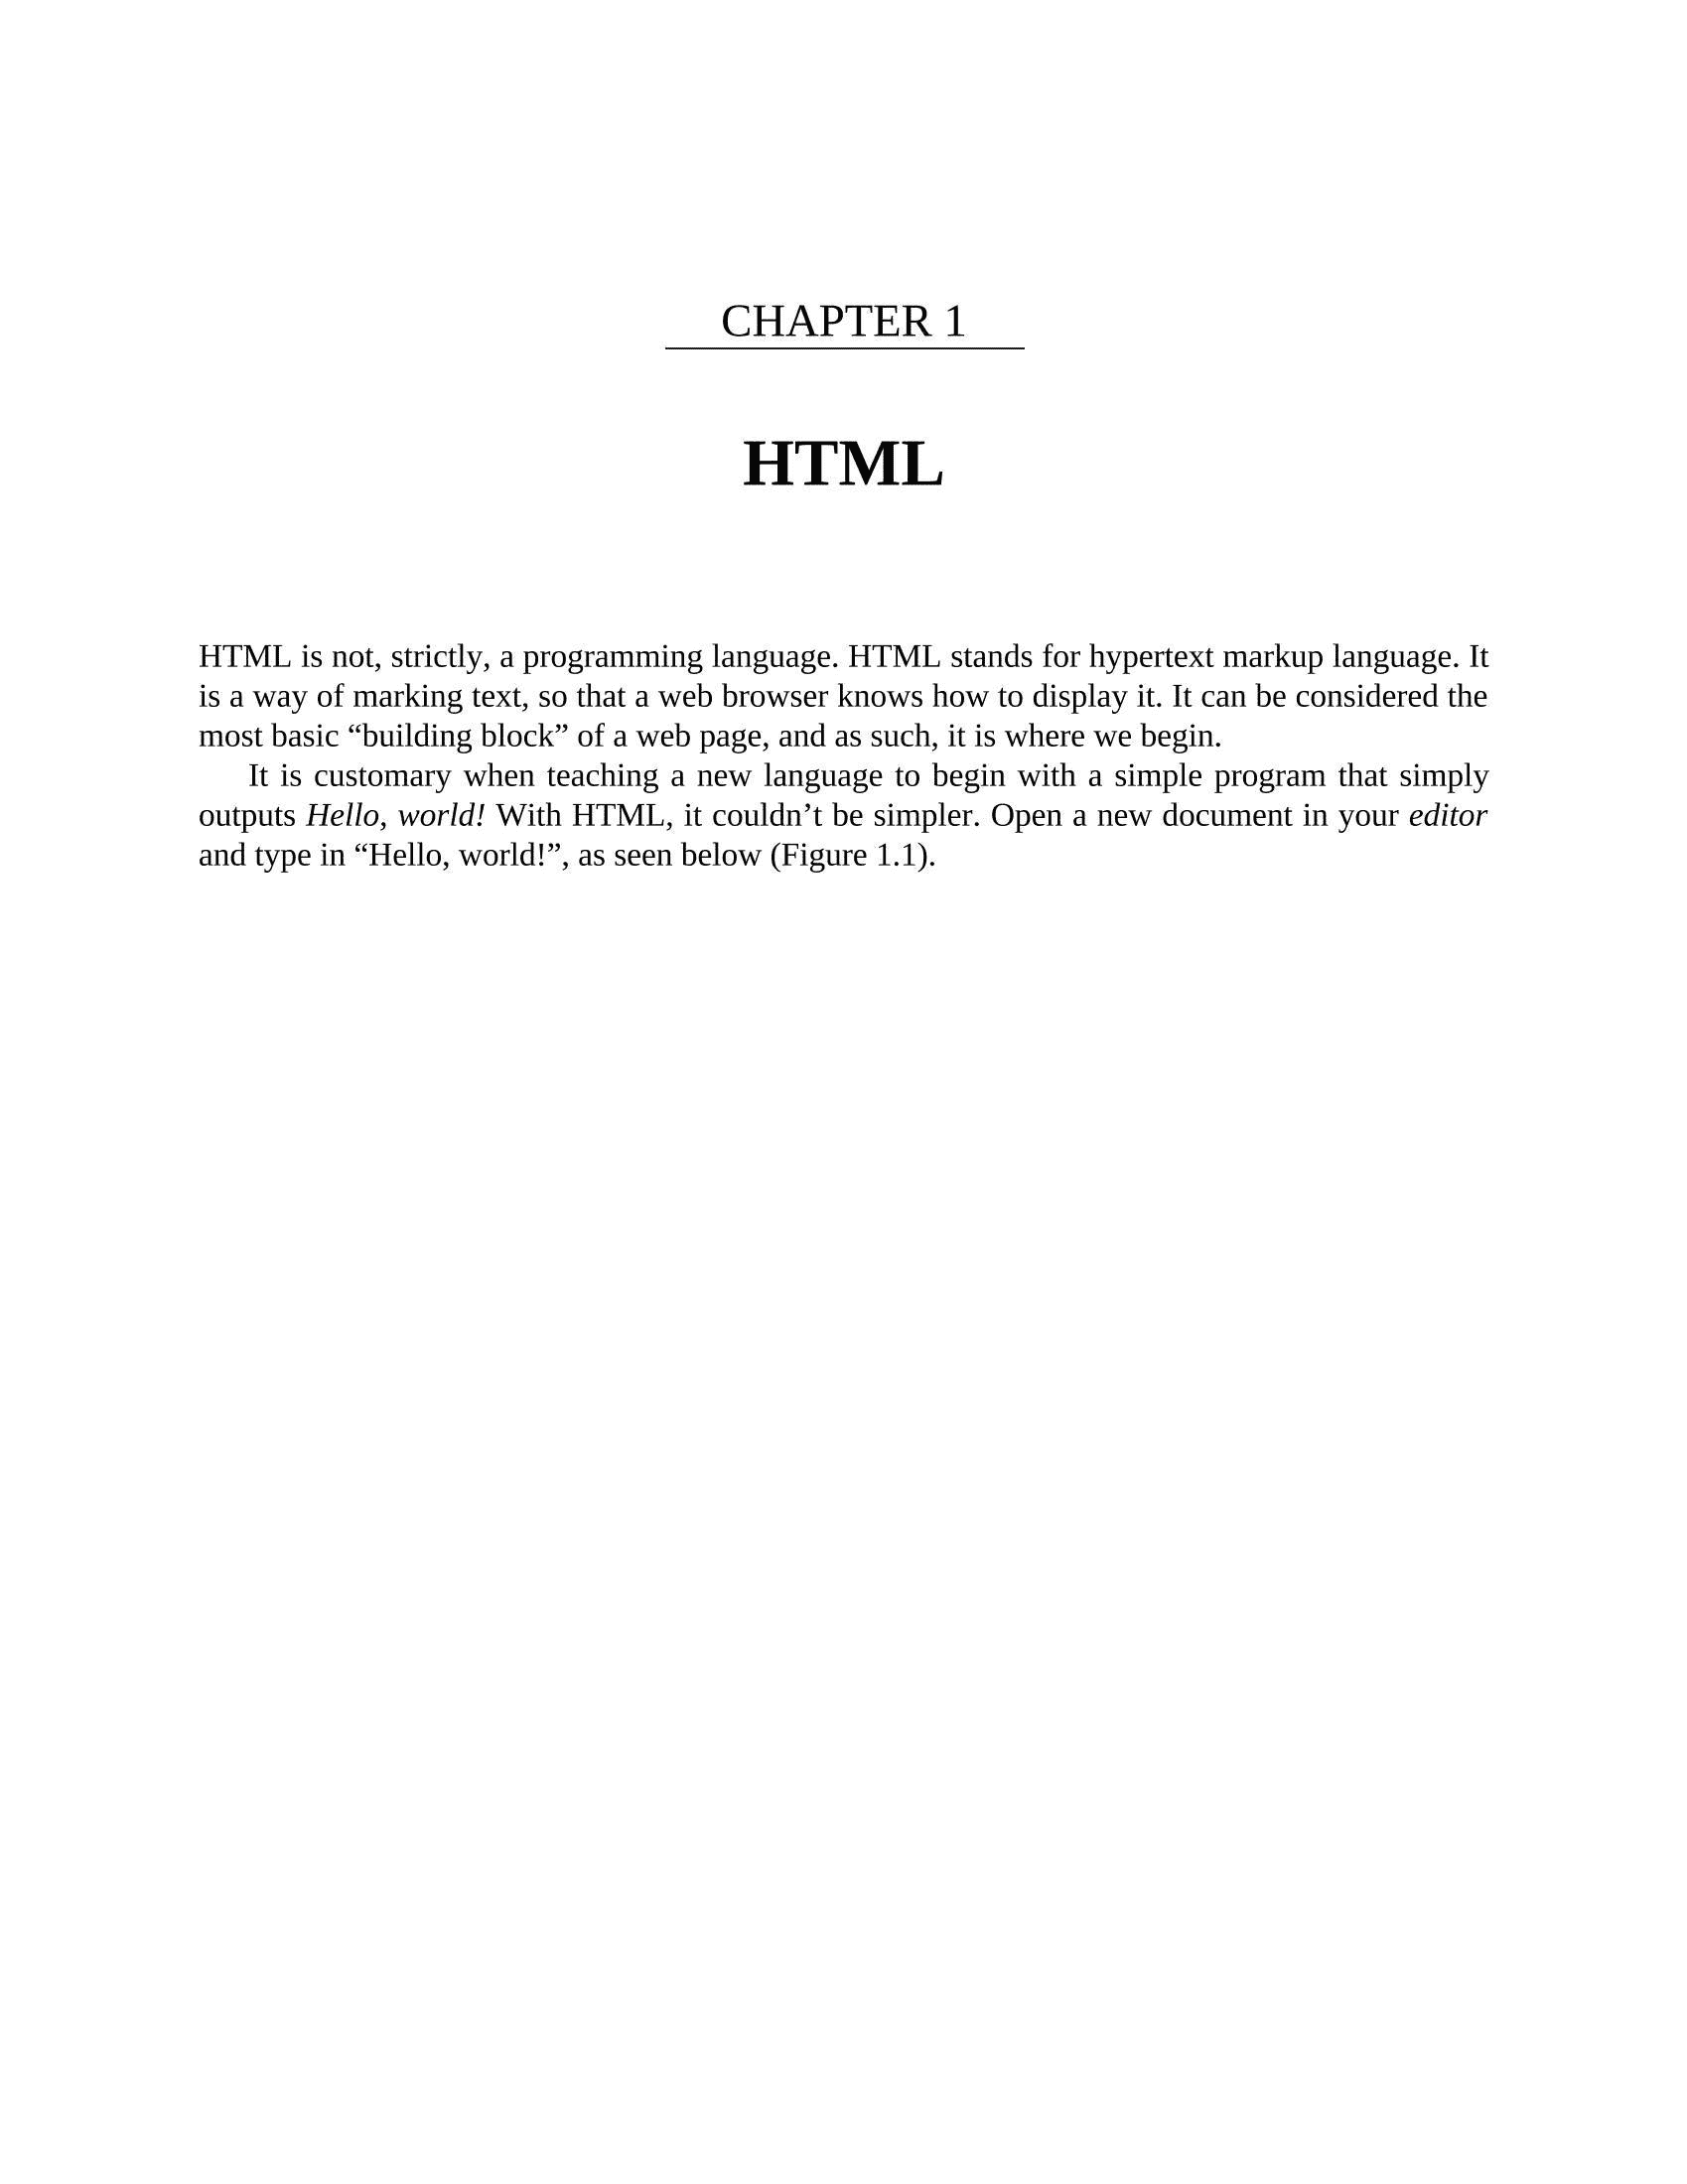 CHAPTER 1
HTML
HTML is not, strictly, a programming language. HTML stands for hypertext markup language. It
is a way of marking text, so that a web browser knows how to display it. It can be considered the
most basic “building block” of a web page, and as such, it is where we begin.
It is customary when teaching a new language to begin with a simple program that simply
outputs Hello, world! With HTML, it couldn’t be simpler. Open a new document in your editor
and type in “Hello, world!”, as seen below (Figure 1.1).